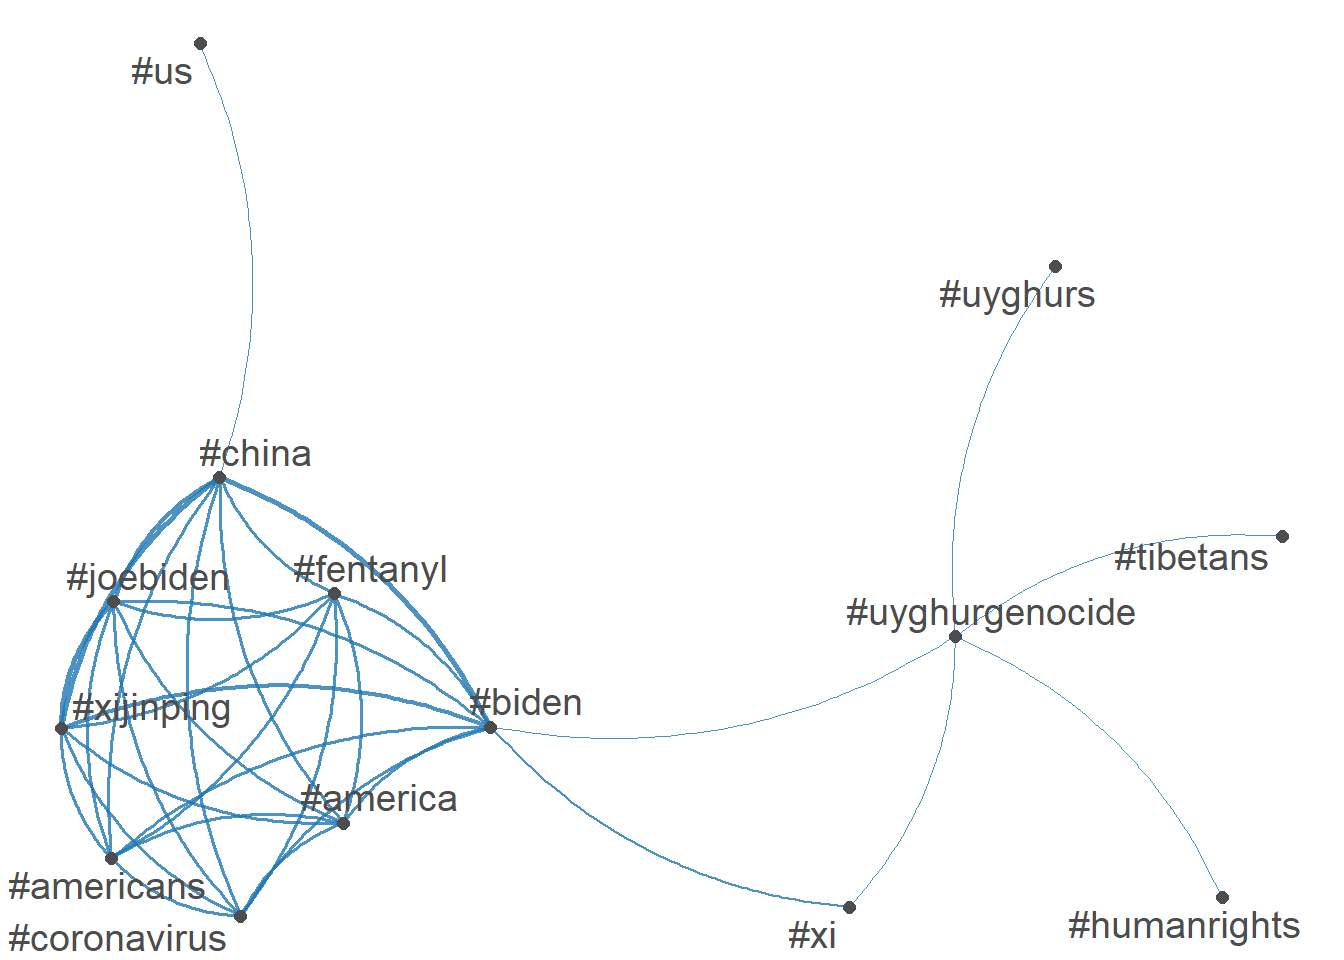 #us
#uyghurs
#china
#tibetans
#joebiden
#fentanyl
#uyghurgenocide
#xijinping
#biden
#america
#americans
#humanrights
#coronavirus
#xi